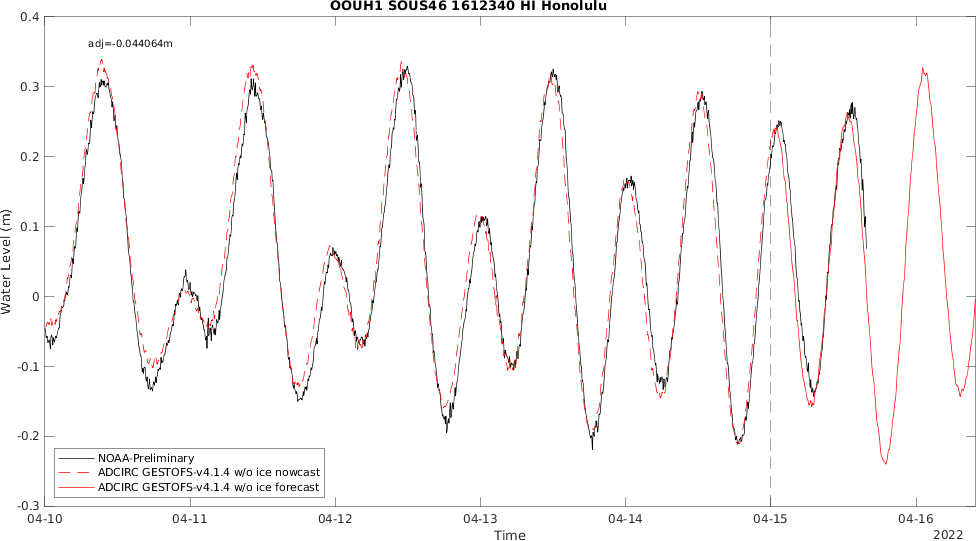 OOUH1 SOUS46 1612340 HI Honolulu
adj=-0.044064m
0.4
0.3
0.2
0.1
0
-0.1
-0.2
-0.3
Water Level (m)
NOAA-Preliminary
ADCIRC GESTOFS-v4.1.4 w/o ice nowcast
ADCIRC GESTOFS-v4.1.4 w/o ice forecast
04-10 04-11 04-12 04-13 04-14 04-15 04-16
Time
2022